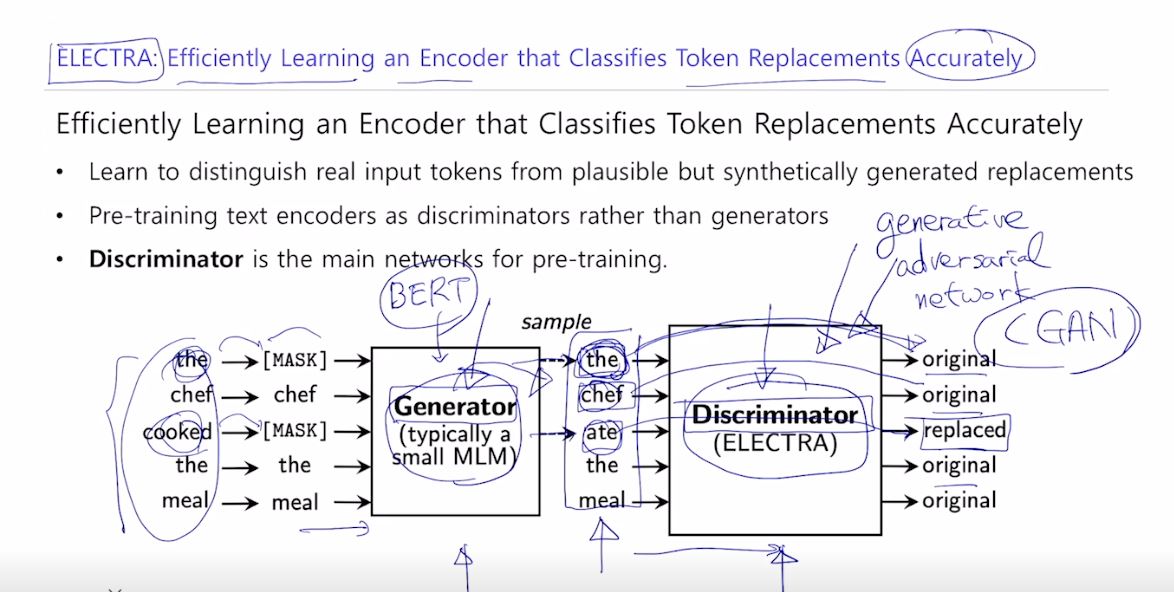 ELECTRA: Efficiently Learning an Encoder that Classifies Token Replacements Accurately
Efficiently Learning an Encoder that Classifies Token Replacements Accurately
• Learn to distinguish real input tokens from plausible but synthetically generated replacements
• Pre-training text encoders as discriminators rather than generators
• Discriminator is the main networks for pre-training.
generative
adversarial
network
(GAN)
BERT
sample
the [MASK] the original
chef chef chef original
cooked [MASK] ate replaced
the the the original
meal meal meal original
Generator
(typically a
small MLM)
Discriminator
(ELECTRA)